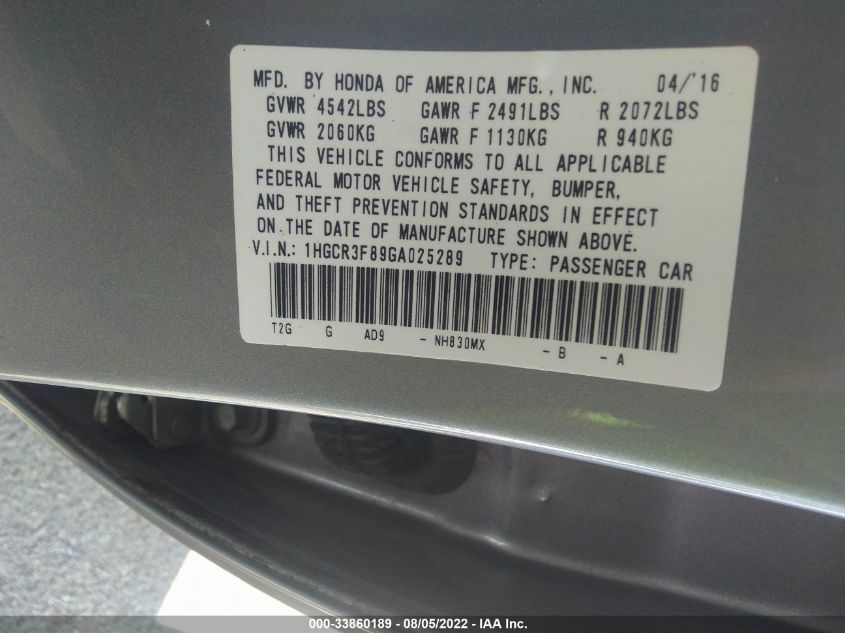 MFD. BY HONDA OF AMERICA MFG., INC. 04/'16
GVWR 4542LBS GAWR F 2491LBS R 2072LBS
GVWR 2060KG GAWR F 1130KG R 940KG
THIS VEHICLE CONFORMS TO ALL APPLICABLE
FEDERAL MOTOR VEHICLE SAFETY, BUMPER,
AND THEFT PREVENTION STANDARDS IN EFFECT
ON THE DATE OF MANUFACTURE SHOWN ABOVE.
V.I.N.: 1HGCR3F89GA025289 TYPE: PASSENGER CAR
T2G G AD9 - NH830MX - B - A
000-33860189 - 08/05/2022 - IAA Inc.